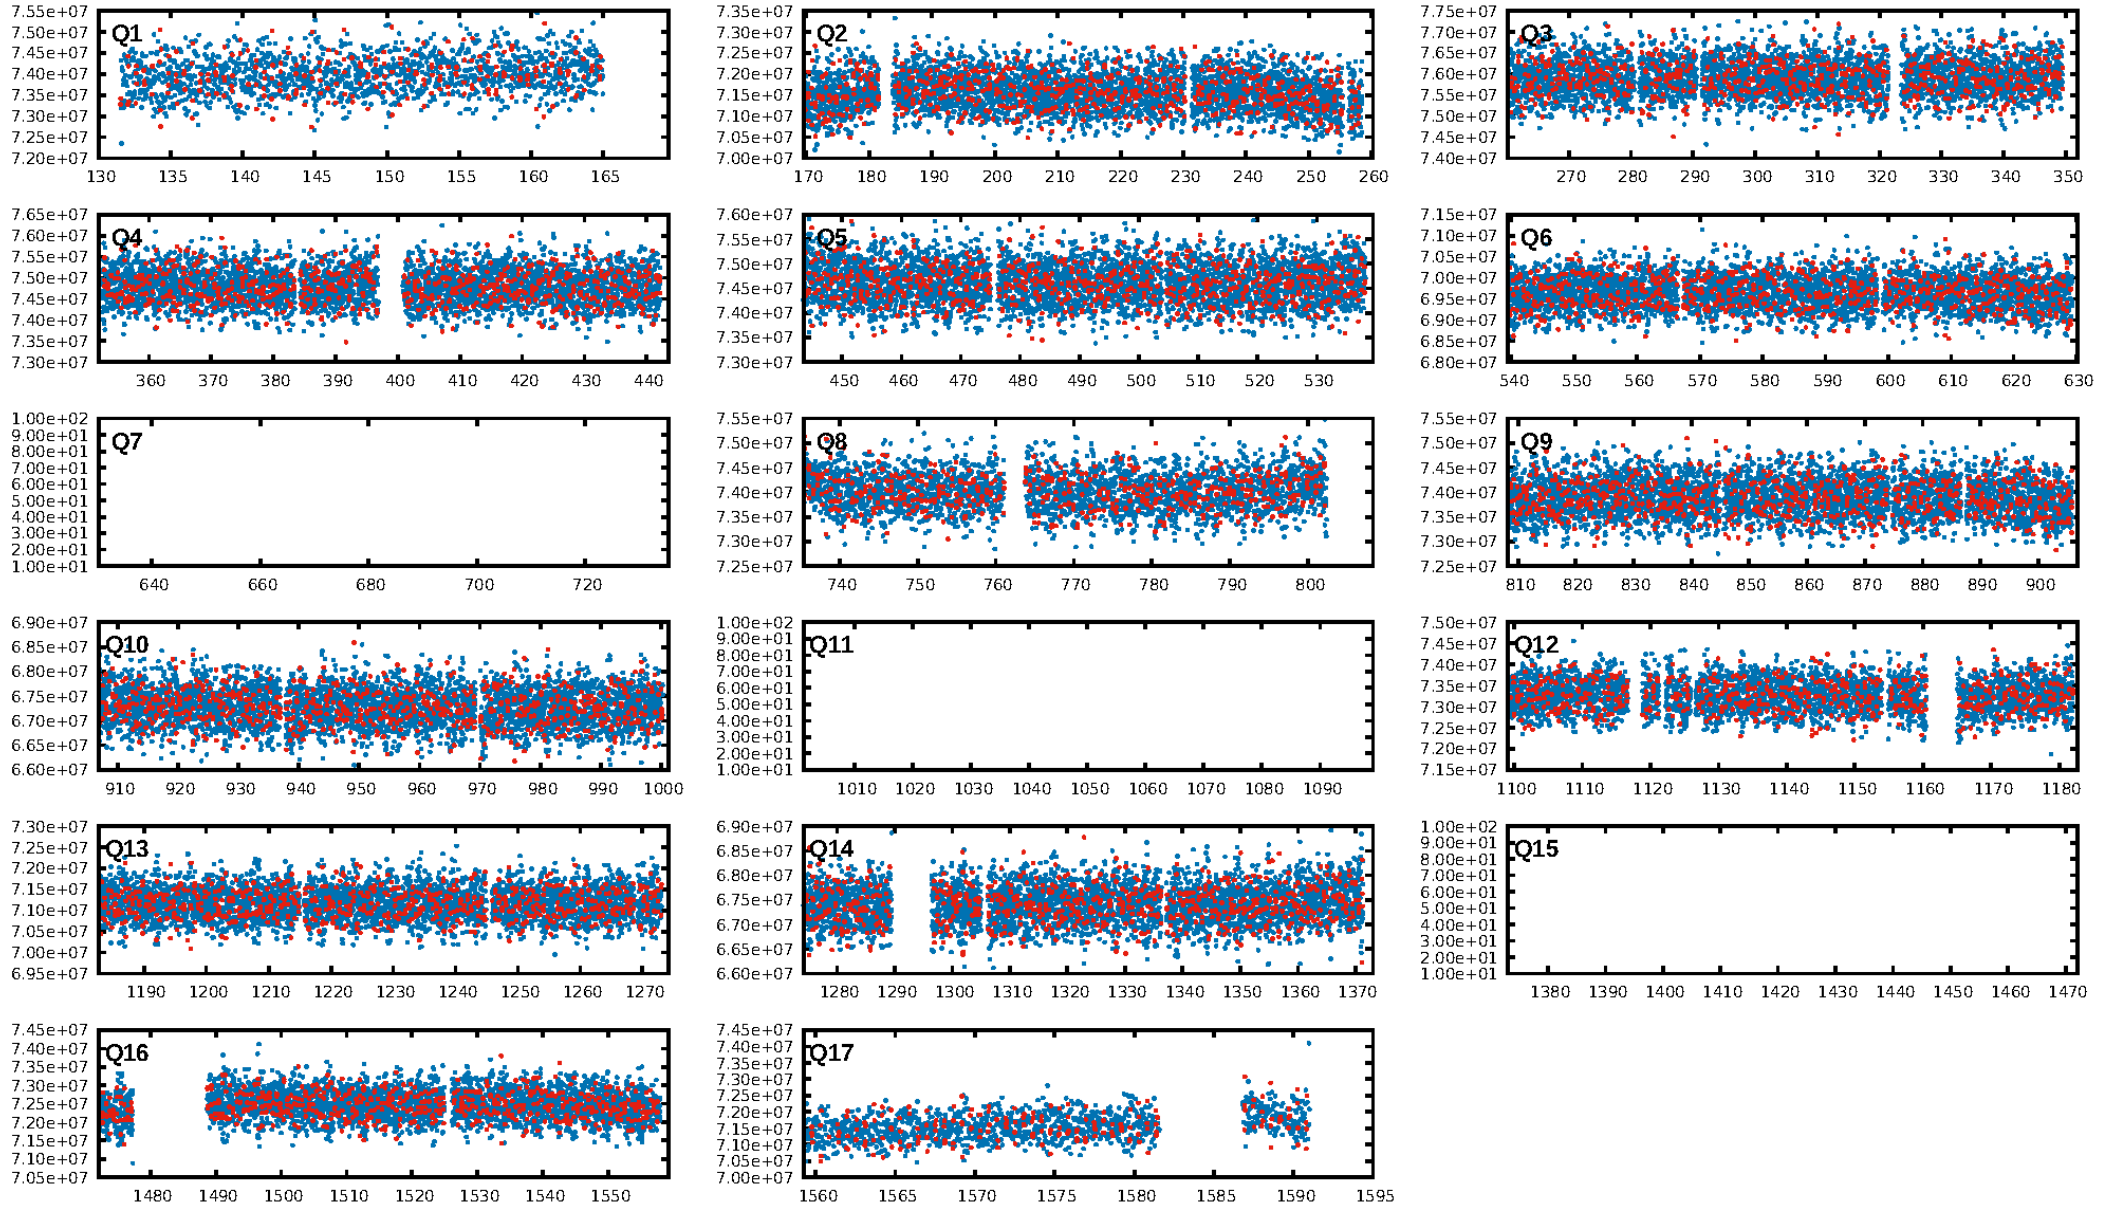 7.55e+07
Q1
7.50e+07
7.45e+07
7.40e+07
7.35e+07
7.30e+07
7.25e+07
7.20e+07
130 135 140 145 150 155 160 165
7.35e+07
Q2
7.30e+07
7.25e+07
7.20e+07
7.15e+07
7.10e+07
7.05e+07
7.00e+07
170 180 190 200 210 220 230 240 250 260
7.75e+07
Q3
7.70e+07
7.65e+07
7.60e+07
7.55e+07
7.50e+07
7.45e+07
7.40e+07
270 280 290 300 310 320 330 340 350
7.65e+07
Q4
7.60e+07
7.55e+07
7.50e+07
7.45e+07
7.40e+07
7.35e+07
7.30e+07
360 370 380 390 400 410 420 430 440
7.60e+07
Q5
7.55e+07
7.50e+07
7.45e+07
7.40e+07
7.35e+07
7.30e+07
450 460 470 480 490 500 510 520 530
7.15e+07
Q6
7.10e+07
7.05e+07
7.00e+07
6.95e+07
6.90e+07
6.85e+07
6.80e+07
540 550 560 570 580 590 600 610 620 630
1.00e+02
Q7
9.00e+01
8.00e+01
7.00e+01
6.00e+01
5.00e+01
4.00e+01
3.00e+01
2.00e+01
1.00e+01
640 660 680 700 720
7.55e+07
Q8
7.50e+07
7.45e+07
7.40e+07
7.35e+07
7.30e+07
7.25e+07
740 750 760 770 780 790 800
7.55e+07
Q9
7.50e+07
7.45e+07
7.40e+07
7.35e+07
7.30e+07
7.25e+07
810 820 830 840 850 860 870 880 890 900
6.90e+07
Q10
6.85e+07
6.80e+07
6.75e+07
6.70e+07
6.65e+07
6.60e+07
910 920 930 940 950 960 970 980 990 1000
1.00e+02
Q11
9.00e+01
8.00e+01
7.00e+01
6.00e+01
5.00e+01
4.00e+01
3.00e+01
2.00e+01
1.00e+01
1010 1020 1030 1040 1050 1060 1070 1080 1090
7.50e+07
Q12
7.45e+07
7.40e+07
7.35e+07
7.30e+07
7.25e+07
7.20e+07
7.15e+07
1100 1110 1120 1130 1140 1150 1160 1170 1180
7.30e+07
Q13
7.25e+07
7.20e+07
7.15e+07
7.10e+07
7.05e+07
7.00e+07
6.95e+07
1190 1200 1210 1220 1230 1240 1250 1260 1270
6.90e+07
Q14
6.85e+07
6.80e+07
6.75e+07
6.70e+07
6.65e+07
6.60e+07
1280 1290 1300 1310 1320 1330 1340 1350 1360 1370
1.00e+02
Q15
9.00e+01
8.00e+01
7.00e+01
6.00e+01
5.00e+01
4.00e+01
3.00e+01
2.00e+01
1.00e+01
1380 1390 1400 1410 1420 1430 1440 1450 1460 1470
7.45e+07
Q16
7.40e+07
7.35e+07
7.30e+07
7.25e+07
7.20e+07
7.15e+07
7.10e+07
7.05e+07
1480 1490 1500 1510 1520 1530 1540 1550
7.45e+07
Q17
7.40e+07
7.35e+07
7.30e+07
7.25e+07
7.20e+07
7.15e+07
7.10e+07
7.05e+07
7.00e+07
1560 1565 1570 1575 1580 1585 1590 1595